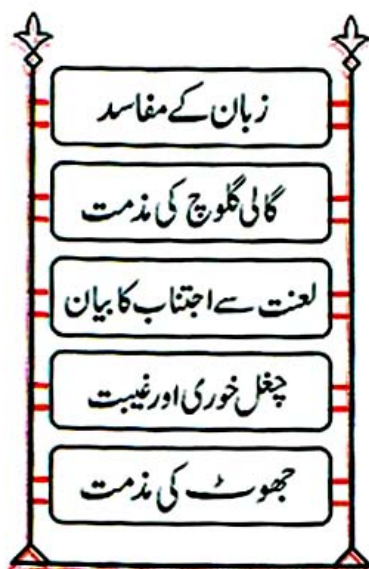 زبان کے مفاسد
گالی گلوچ کی مذمت
لعنت سے اجتناب کا بیان
چغل خوری اور غیبت
جھوٹ کی مذمت